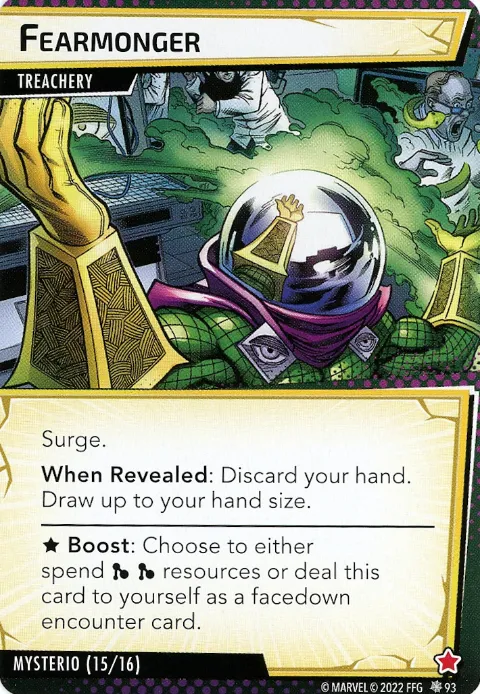 FEARMONGER
TREACHERY
Surge.
When Revealed: Discard your hand.
Draw up to your hand size.
★ Boost: Choose to either
spend resources or deal this
card to yourself as a facedown
encounter card.
MYSTERIO (15/16)
© MARVEL © 2022 FFG 93